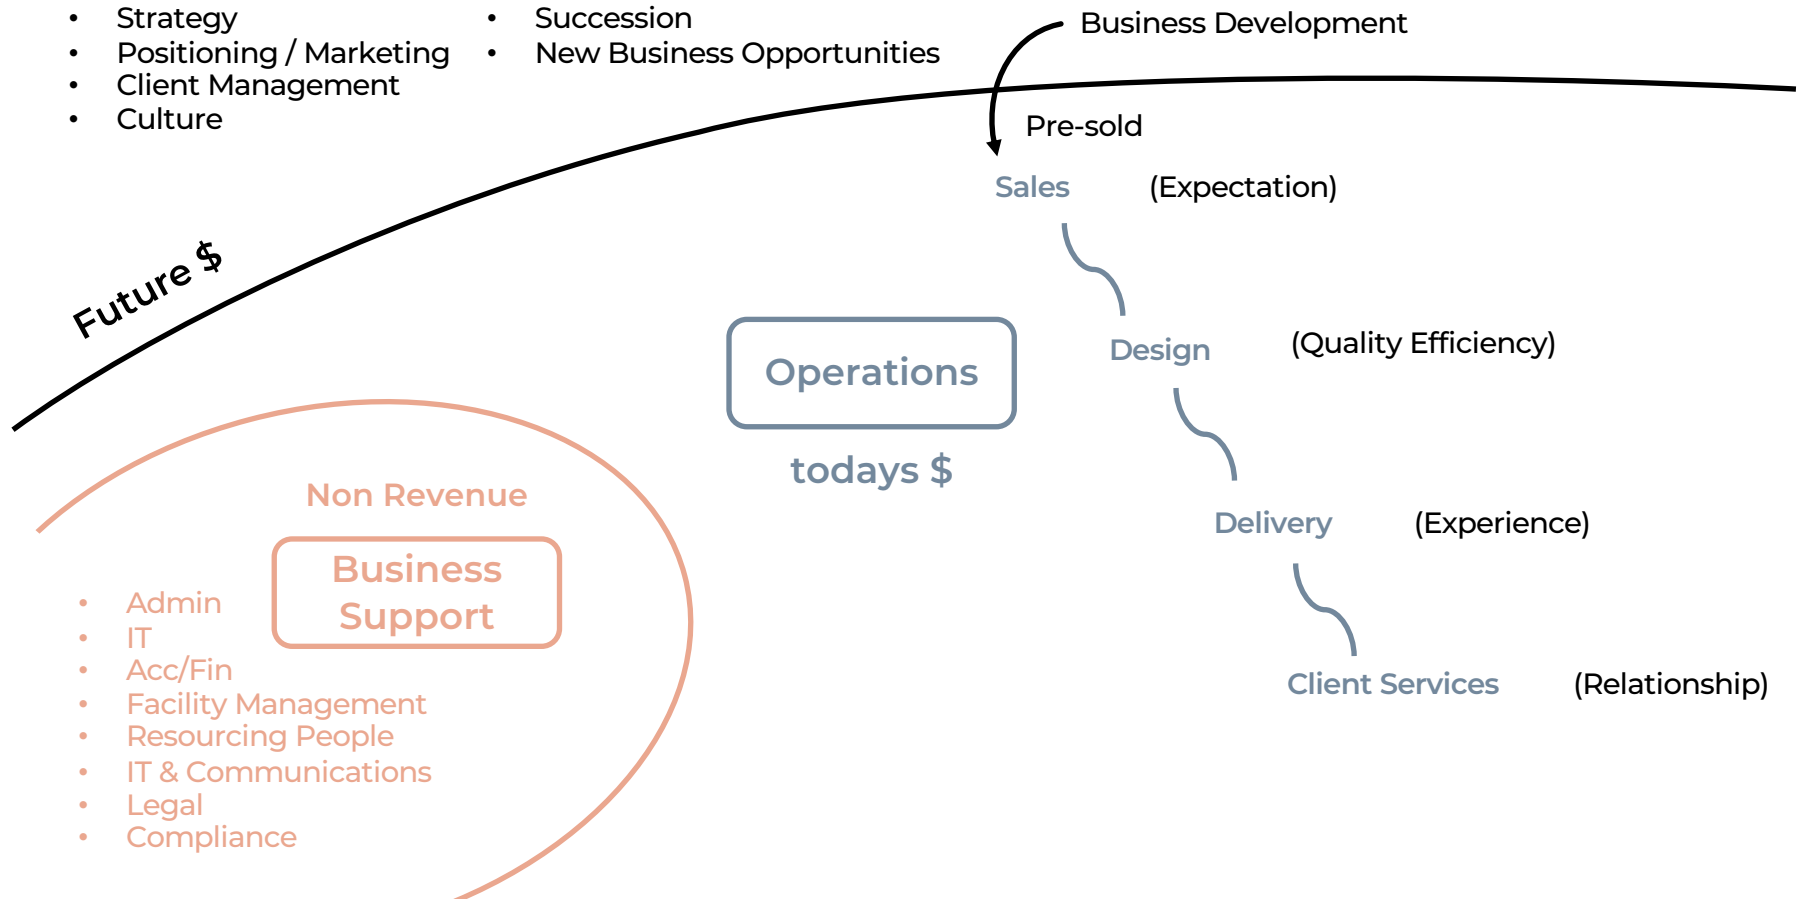 • Strategy
• Positioning / Marketing
• Client Management
• Culture
• Succession
• New Business Opportunities
Business Development
Pre-sold
Sales (Expectation)
Future $
Design (Quality Efficiency)
Operations
todays $
Delivery (Experience)
Client Services (Relationship)
Non Revenue
Business
Support
• Admin
• IT
• Acc/Fin
• Facility Management
• Resourcing People
• IT & Communications
• Legal
• Compliance